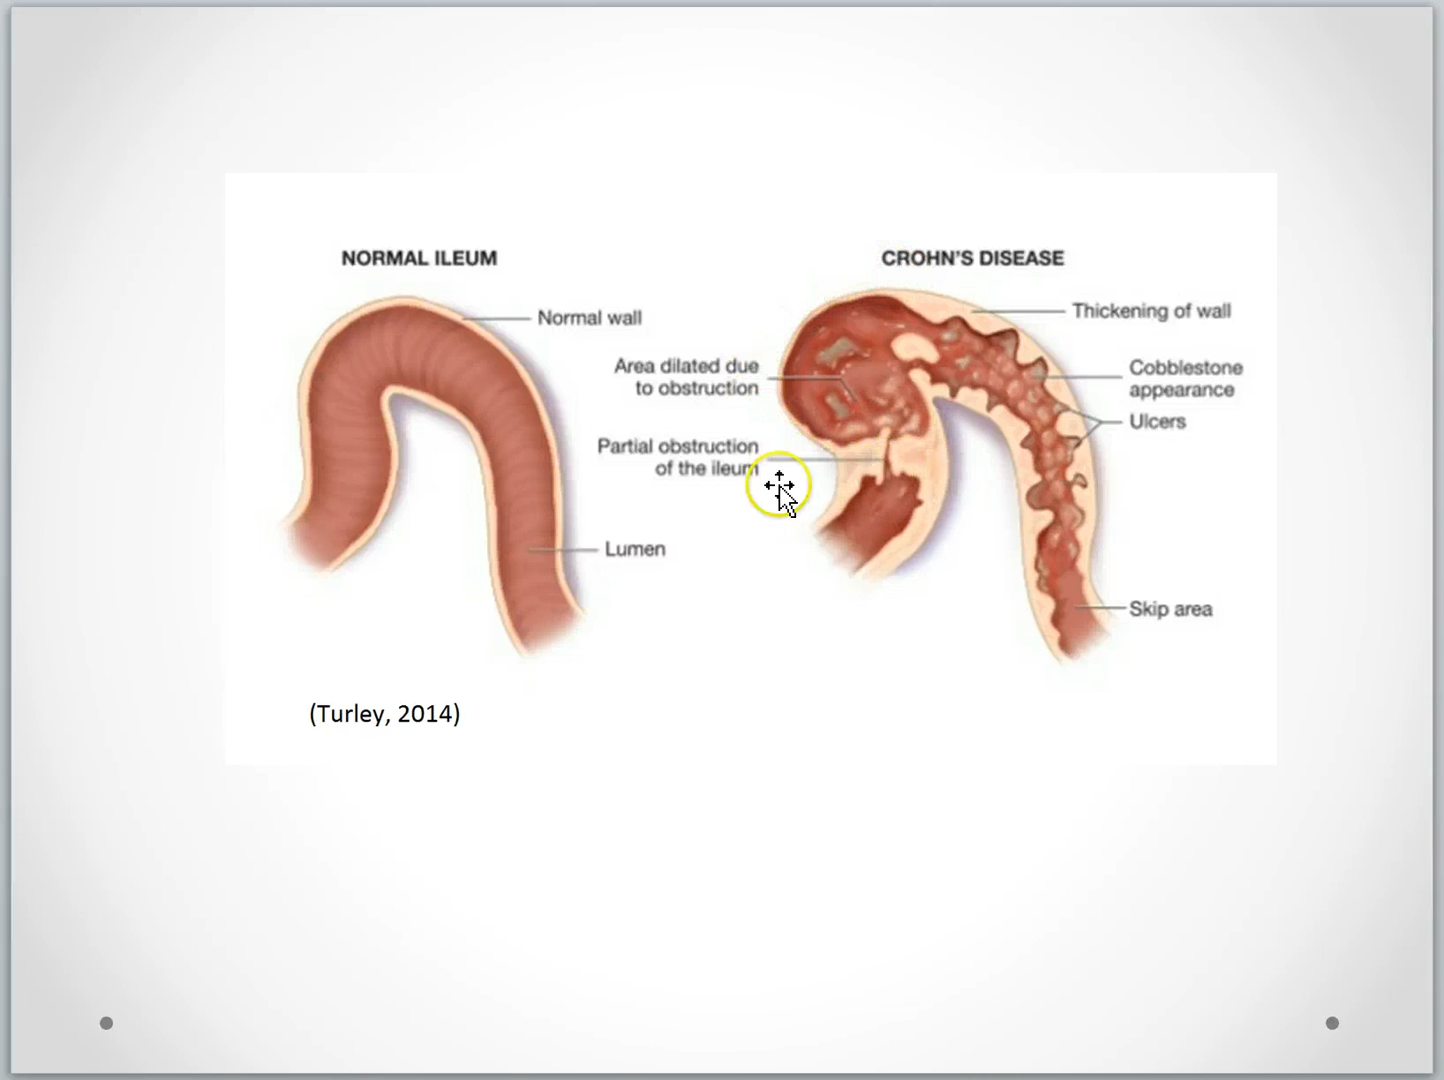 NORMAL ILEUM
Normal wall
Lumen
CROHN'S DISEASE
Thickening of wall
Area dilated due
to obstruction
Cobblestone
appearance
Ulcers
Partial obstruction
of the ileum
Skip area
(Turley, 2014)